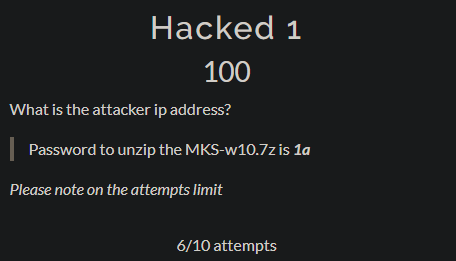 Hacked 1
100
What is the attacker ip address?
Password to unzip the MKS-w10.7z is 1a
Please note on the attempts limit
6/10 attempts